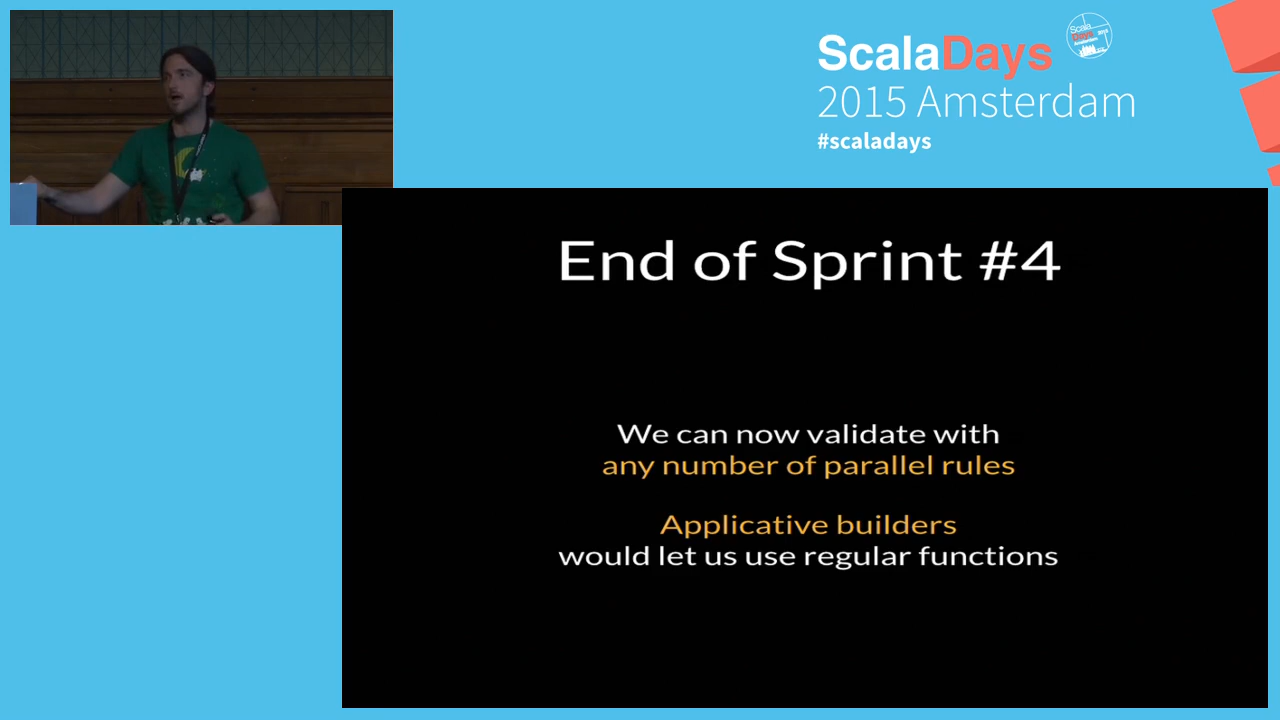 ScalaDays
2015 Amsterdam
#scaladays
End of Sprint #4
We can now validate with
any number of parallel rules
Applicative builders
would let us use regular functions